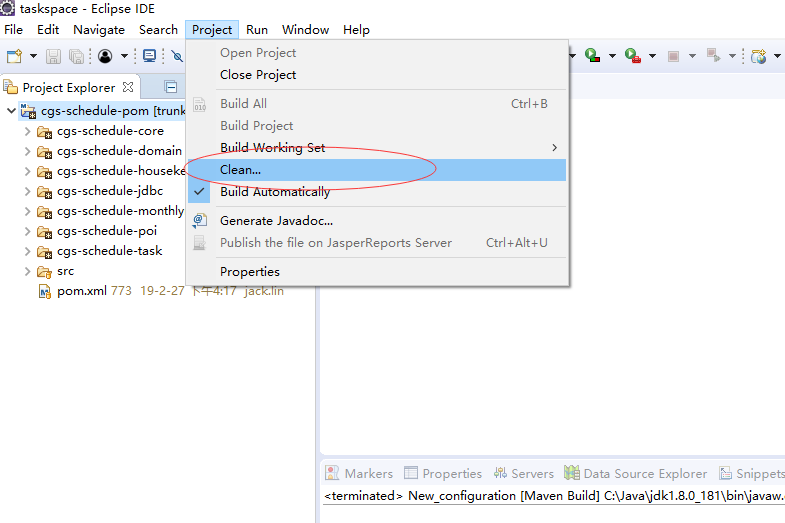 taskspace - Eclipse IDE
File Edit Navigate Search Project Run Window Help
Open Project
Close Project
Build All Ctrl+B
Build Project
Build Working Set
Clean...
Build Automatically
Generate Javadoc...
Publish the file on JasperReports Server Ctrl+Alt+U
Properties
Project Explorer
cgs-schedule-pom [trunk
cgs-schedule-core
cgs-schedule-domain
cgs-schedule-houseke
cgs-schedule-jdbc
cgs-schedule-monthly
cgs-schedule-poi
cgs-schedule-task
src
pom.xml 773 19-2-27 下午4:17 jack.lin
Markers Properties Servers Data Source Explorer Snippets
<terminated> New_configuration [Maven Build] C:\Java\jdk1.8.0_181\bin\javaw.